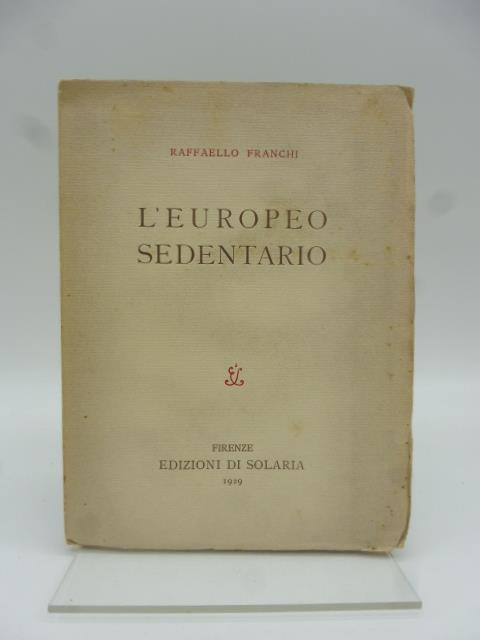 RAFFAELLO FRANCHI
L'EUROPEO
SEDENTARIO
FIRENZE
EDIZIONI DI SOLARIA
1929